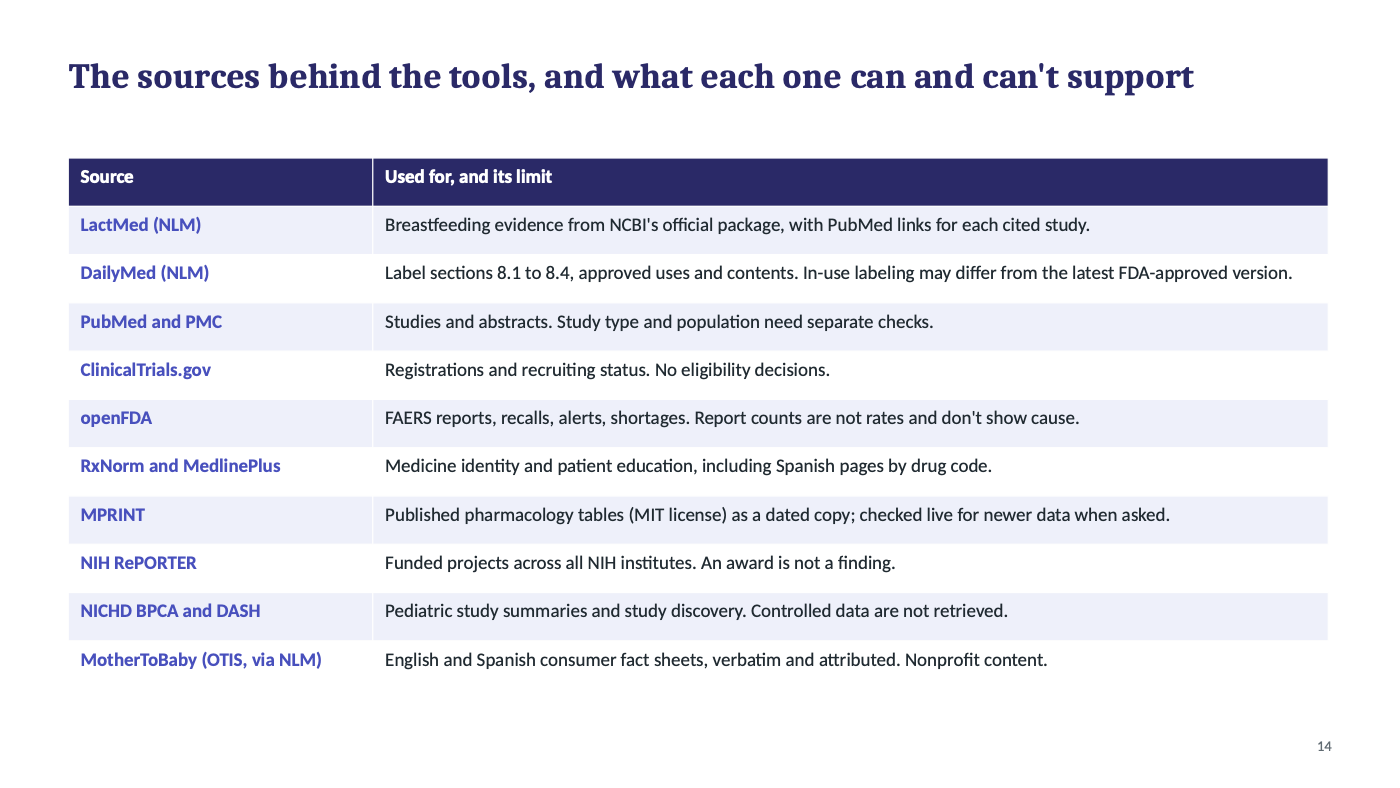 The sources behind the tools, and what each one can and can't support
Source
Used for, and its limit
LactMed (NLM)
Breastfeeding evidence from NCBI's official package, with PubMed links for each cited study.
DailyMed (NLM)
Label sections 8.1 to 8.4, approved uses and contents. In-use labeling may differ from the latest FDA-approved version.
PubMed and PMC
Studies and abstracts. Study type and population need separate checks.
ClinicalTrials.gov
Registrations and recruiting status. No eligibility decisions.
openFDA
FAERS reports, recalls, alerts, shortages. Report counts are not rates and don't show cause.
RxNorm and MedlinePlus
Medicine identity and patient education, including Spanish pages by drug code.
MPRINT
Published pharmacology tables (MIT license) as a dated copy; checked live for newer data when asked.
NIH RePORTER
Funded projects across all NIH institutes. An award is not a finding.
NICHD BPCA and DASH
Pediatric study summaries and study discovery. Controlled data are not retrieved.
MotherToBaby (OTIS, via NLM)
English and Spanish consumer fact sheets, verbatim and attributed. Nonprofit content.
14